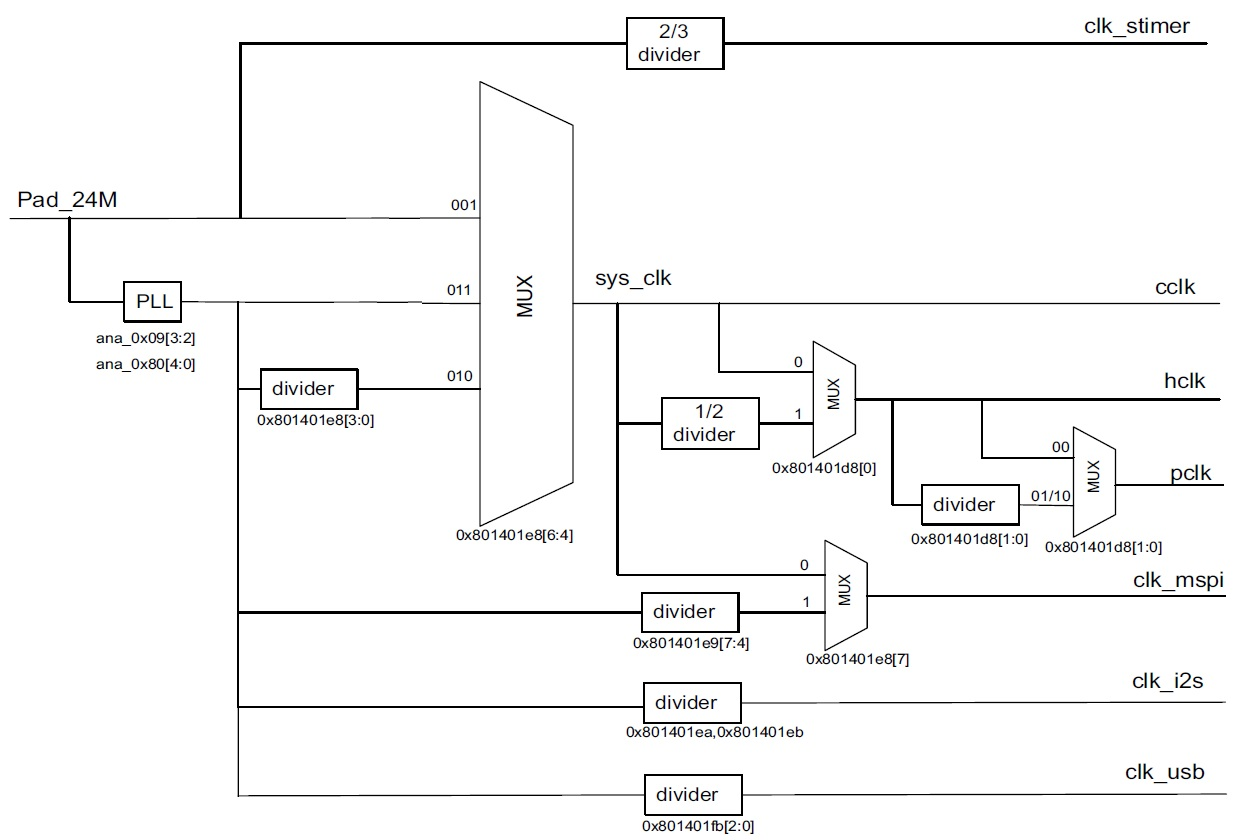 2/3
divider
clk_stimer
Pad_24M
001
011
010
MUX
0x801401e8[6:4]
PLL
ana_0x09[3:2]
ana_0x80[4:0]
divider
0x801401e8[3:0]
sys_clk
cclk
0
1
MUX
0x801401d8[0]
1/2
divider
hclk
00
01/10
MUX
0x801401d8[1:0]
divider
0x801401d8[1:0]
pclk
0
1
MUX
0x801401e8[7]
clk_mspi
divider
0x801401e9[7:4]
clk_i2s
divider
0x801401ea,0x801401eb
clk_usb
divider
0x801401fb[2:0]